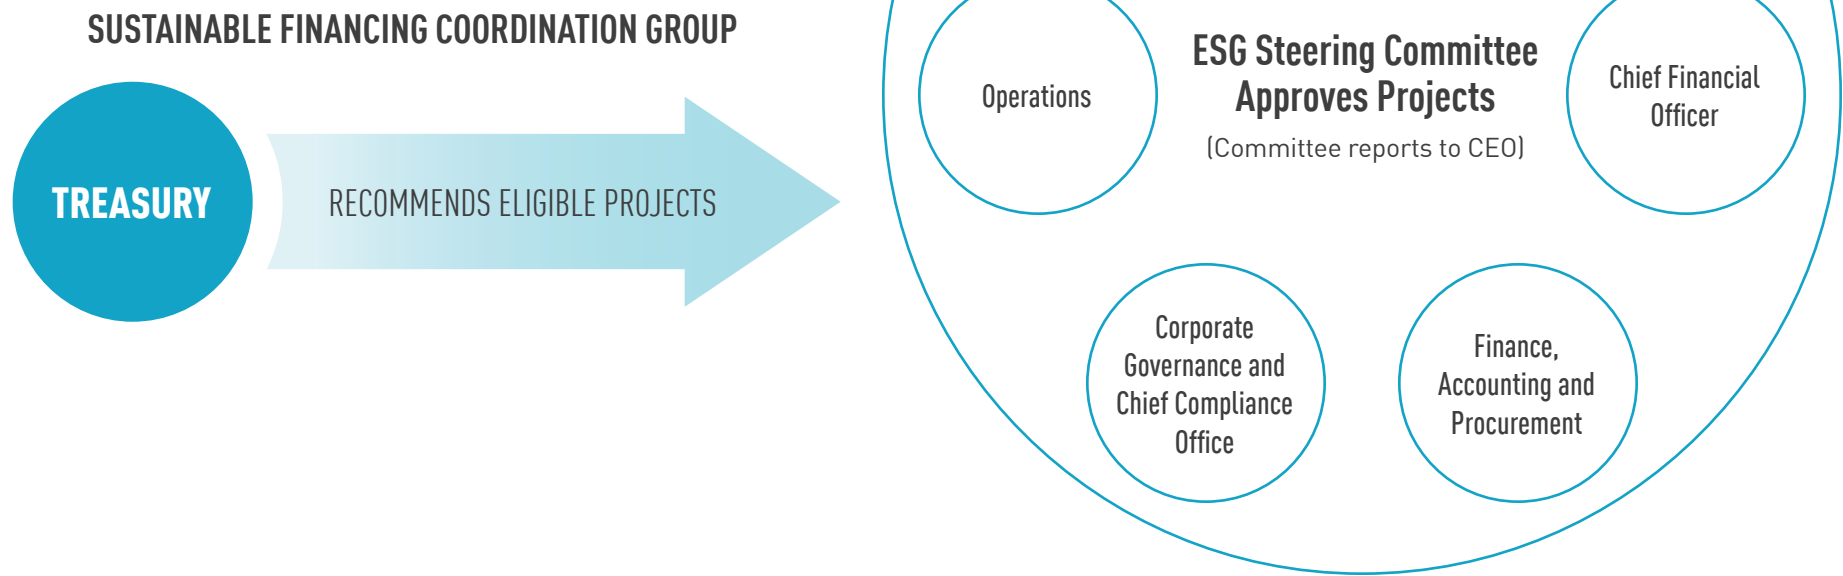 SUSTAINABLE FINANCING COORDINATION GROUP
TREASURY
RECOMMENDS ELIGIBLE PROJECTS
ESG Steering Committee
Approves Projects
(Committee reports to CEO)
Operations
Chief Financial
Officer
Corporate
Governance and
Chief Compliance
Office
Finance,
Accounting and
Procurement